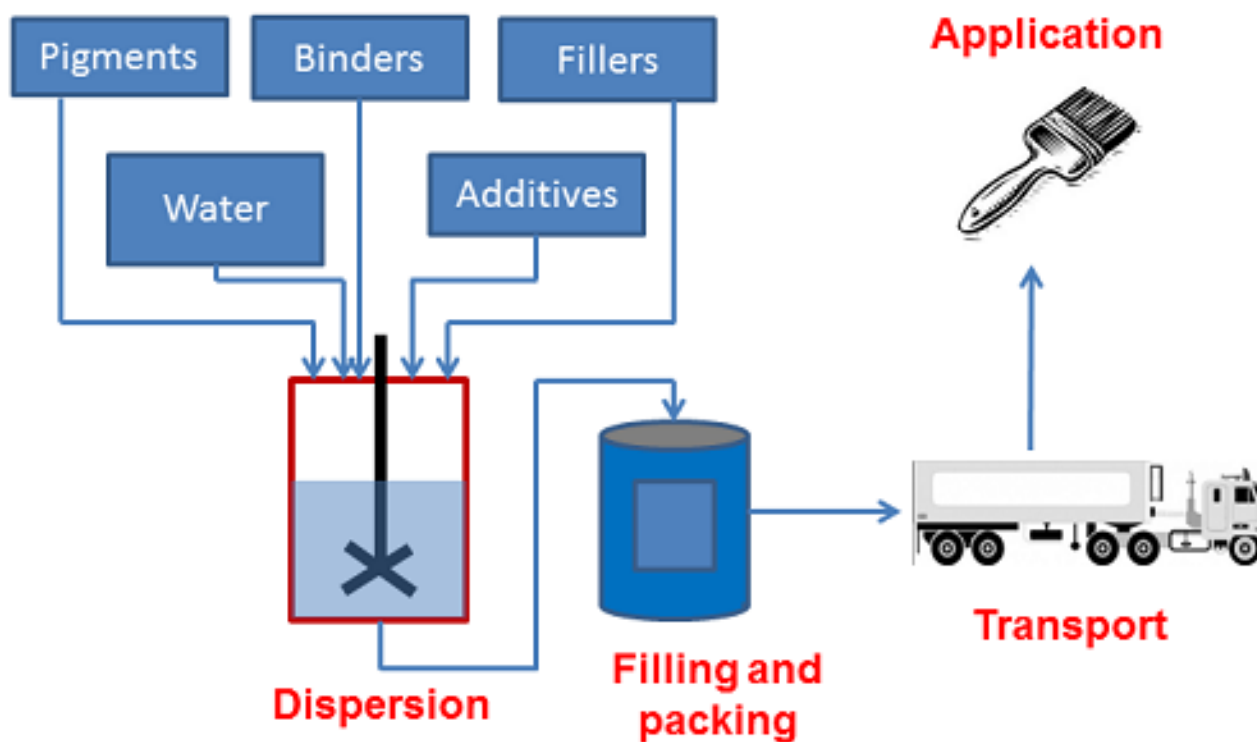 Pigments
Binders
Fillers
Application
Water
Additives
Dispersion
Filling and
packing
Transport